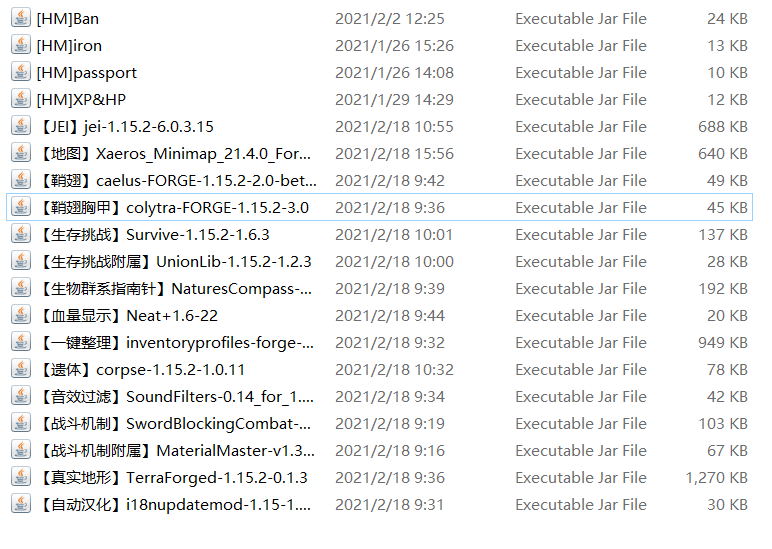 [HM]Ban 2021/2/2 12:25 Executable Jar File 24 KB
[HM]iron 2021/1/26 15:26 Executable Jar File 13 KB
[HM]passport 2021/1/26 14:08 Executable Jar File 10 KB
[HM]XP&HP 2021/1/29 14:29 Executable Jar File 12 KB
【JEI】jei-1.15.2-6.0.3.15 2021/2/18 10:55 Executable Jar File 688 KB
【地图】Xaeros_Minimap_21.4.0_For... 2021/2/18 15:56 Executable Jar File 640 KB
【鞘翅】caelus-FORGE-1.15.2-2.0-bet... 2021/2/18 9:42 Executable Jar File 49 KB
【鞘翅胸甲】colytra-FORGE-1.15.2-3.0 2021/2/18 9:36 Executable Jar File 45 KB
【生存挑战】Survive-1.15.2-1.6.3 2021/2/18 10:01 Executable Jar File 137 KB
【生存挑战附属】UnionLib-1.15.2-1.2.3 2021/2/18 10:00 Executable Jar File 28 KB
【生物群系指南针】NaturesCompass-... 2021/2/18 9:39 Executable Jar File 192 KB
【血量显示】Neat+1.6-22 2021/2/18 9:44 Executable Jar File 20 KB
【一键整理】inventoryprofiles-forge-... 2021/2/18 9:32 Executable Jar File 949 KB
【遗体】corpse-1.15.2-1.0.11 2021/2/18 10:32 Executable Jar File 78 KB
【音效过滤】SoundFilters-0.14_for_1.... 2021/2/18 9:34 Executable Jar File 42 KB
【战斗机制】SwordBlockingCombat-... 2021/2/18 9:19 Executable Jar File 103 KB
【战斗机制附属】MaterialMaster-v1.3... 2021/2/18 9:16 Executable Jar File 67 KB
【真实地形】TerraForged-1.15.2-0.1.3 2021/2/18 9:36 Executable Jar File 1,270 KB
【自动汉化】i18nupdatemod-1.15-1.... 2021/2/18 9:31 Executable Jar File 30 KB